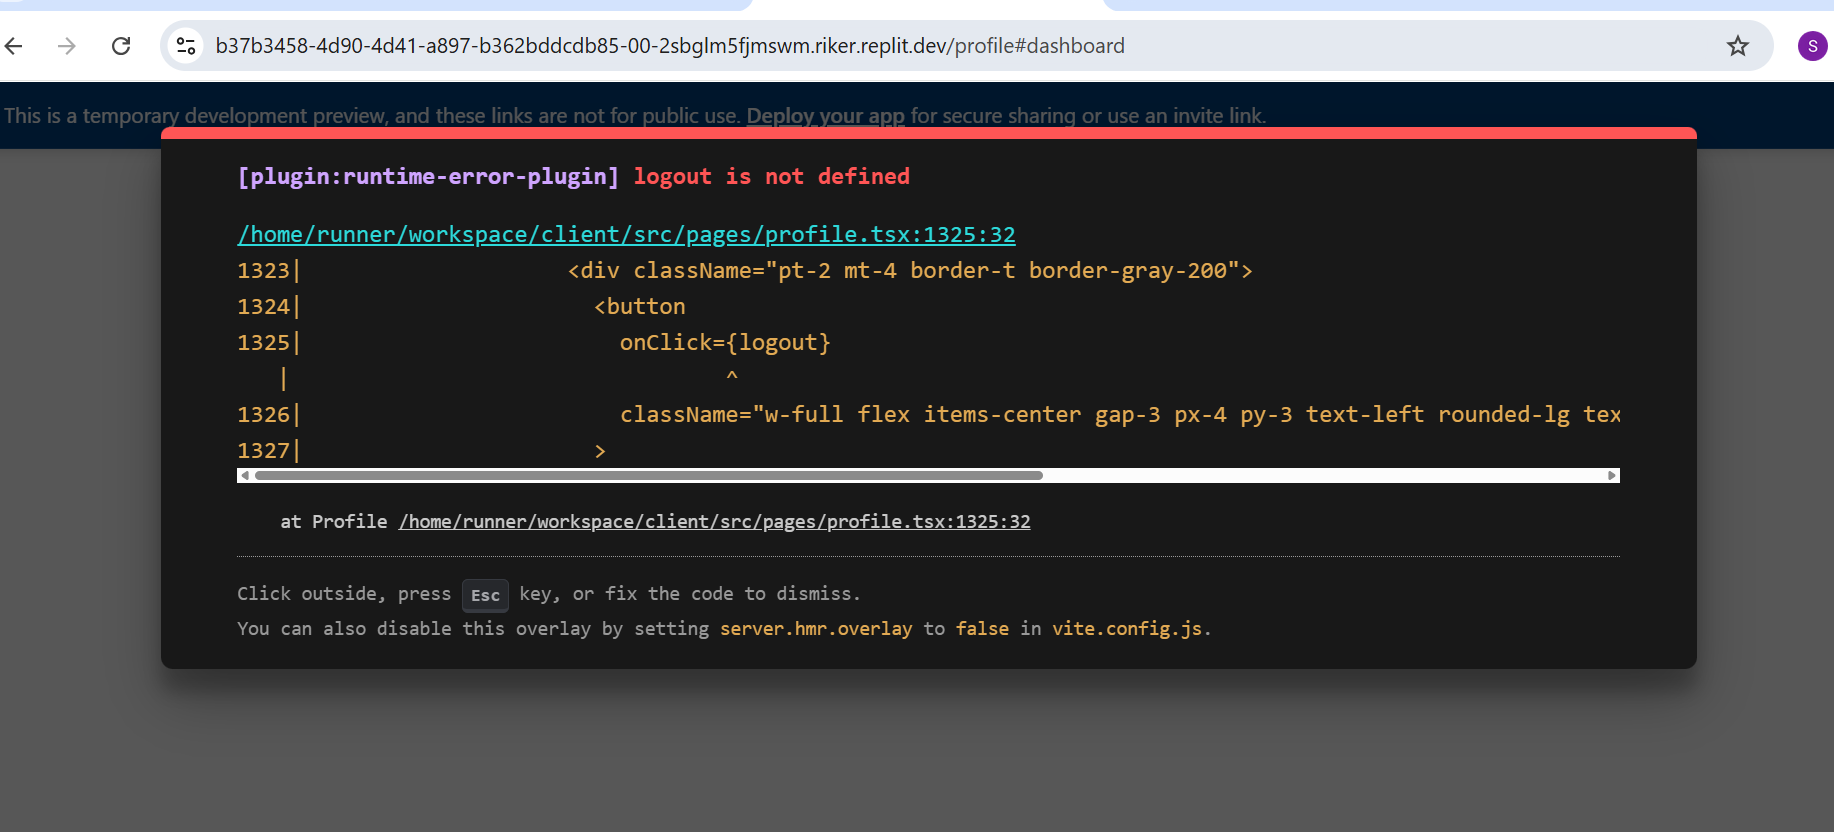 b37b3458-4d90-4d41-a897-b362bddcdb85-00-2sbglm5fjmswm.riker.replit.dev/profile#dashboard
S
This is a temporary development preview, and these links are not for public use. Deploy your app for secure sharing or use an invite link.
[plugin:runtime-error-plugin] logout is not defined
/home/runner/workspace/client/src/pages/profile.tsx:1325:32
1323|                    <div className="pt-2 mt-4 border-t border-gray-200">
1324|                      <button
1325|                        onClick={logout}
|                                ^
1326|                        className="w-full flex items-center gap-3 px-4 py-3 text-left rounded-lg tex
1327|                      >
at Profile /home/runner/workspace/client/src/pages/profile.tsx:1325:32
Click outside, press Esc key, or fix the code to dismiss.
You can also disable this overlay by setting server.hmr.overlay to false in vite.config.js.